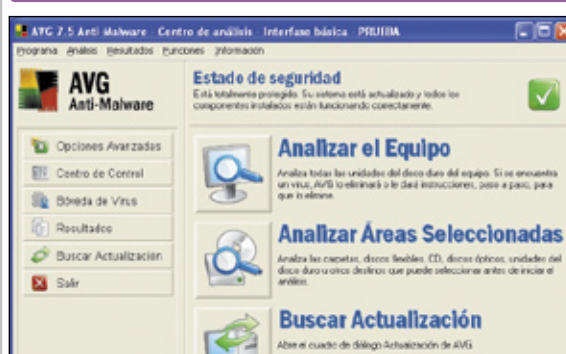 AVG 7.5 Anti-Malware - Centro de análisis - Interfase básica - PRUEBA
Programa Análisis Resultados Funciones Información
AVG
Anti-Malware
Estado de seguridad
Está totalmente protegido. Su sistema está actualizado y todos los
componentes instalados están funcionando correctamente.
Opciones Avanzadas
Centro de Control
Bóveda de Virus
Resultados
Buscar Actualización
Salir
Analizar el Equipo
Analiza todas las unidades del disco duro del equipo. Si se encuentra
un virus, AVG lo eliminará o le dará instrucciones, paso a paso, para
que lo elimine.
Analizar Áreas Seleccionadas
Analiza las carpetas, discos flexibles, CD, discos ópticos, unidades del
disco duro u otros destinos que puede seleccionar antes de iniciar el
análisis.
Buscar Actualización
Abre el cuadro de diálogo Actualización de AVG.